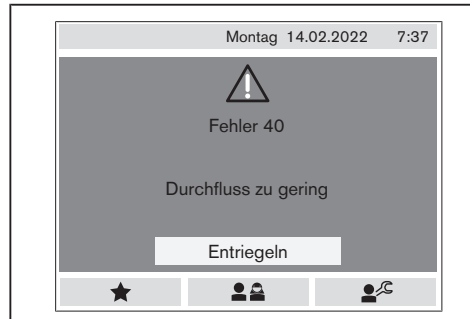 Montag 14.02.2022 7:37
Fehler 40
Durchfluss zu gering
Entriegeln